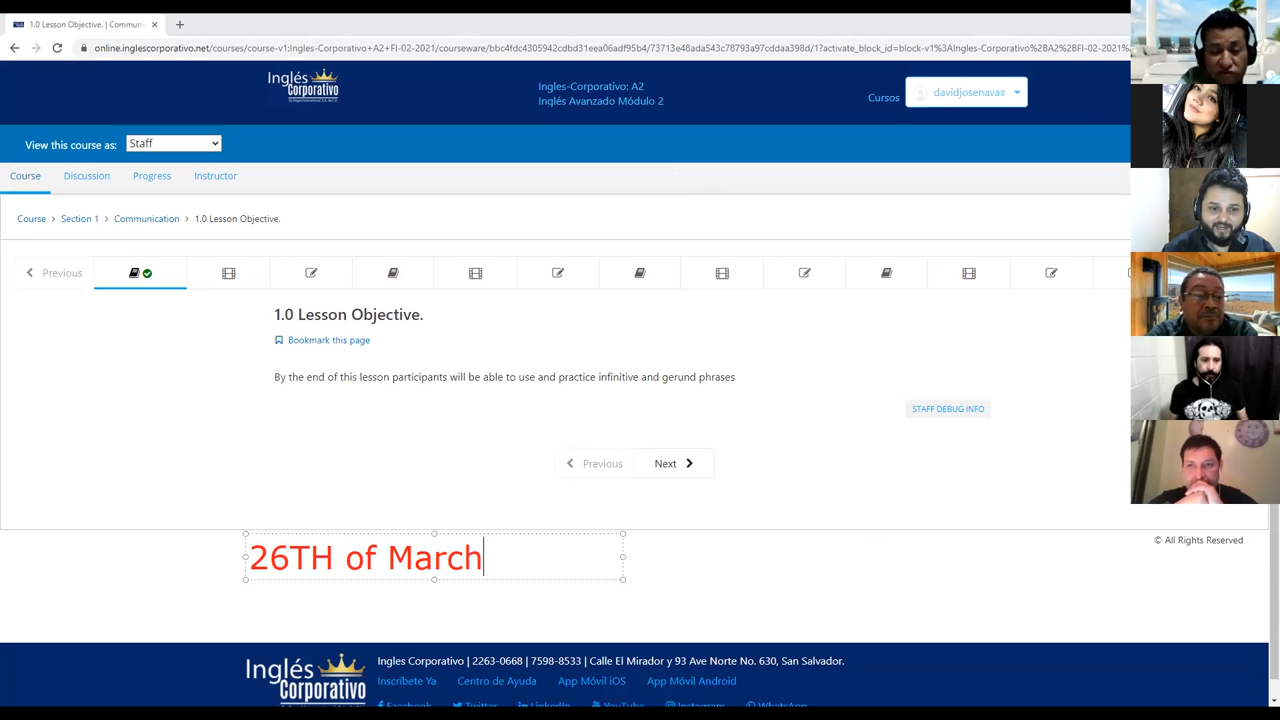 1.0 Lesson Objective. | Communi
online.inglescorporativo.net/courses/course-v1:Ingles-Corporativo+A2+FI-02-2021/courseware/bbc4fdc4305942cdbd31eea06adf95b4/73713e48ada543c78793a97cddaa398d/1?activate_block_id=block-v1%3AIngles-Corporativo%2BA2%2BFI-02-2021%
Inglés
Corporativo
Ingles-Corporativo: A2
Inglés Avanzado Módulo 2
Cursos
davidjosenavas
View this course as:
Staff
Course
Discussion
Progress
Instructor
Course > Section 1 > Communication > 1.0 Lesson Objective.
Previous
1.0 Lesson Objective.
Bookmark this page
By the end of this lesson participants will be able to use and practice infinitive and gerund phrases
STAFF DEBUG INFO
Previous
Next
© All Rights Reserved
26TH of March
Inglés
Corporativo
Ingles Corporativo | 2263-0668 | 7598-8533 | Calle El Mirador y 93 Ave Norte No. 630, San Salvador.
Inscríbete Ya
Centro de Ayuda
App Móvil iOS
App Móvil Android
Facebook
Twitter
LinkedIn
YouTube
Instagram
WhatsApp